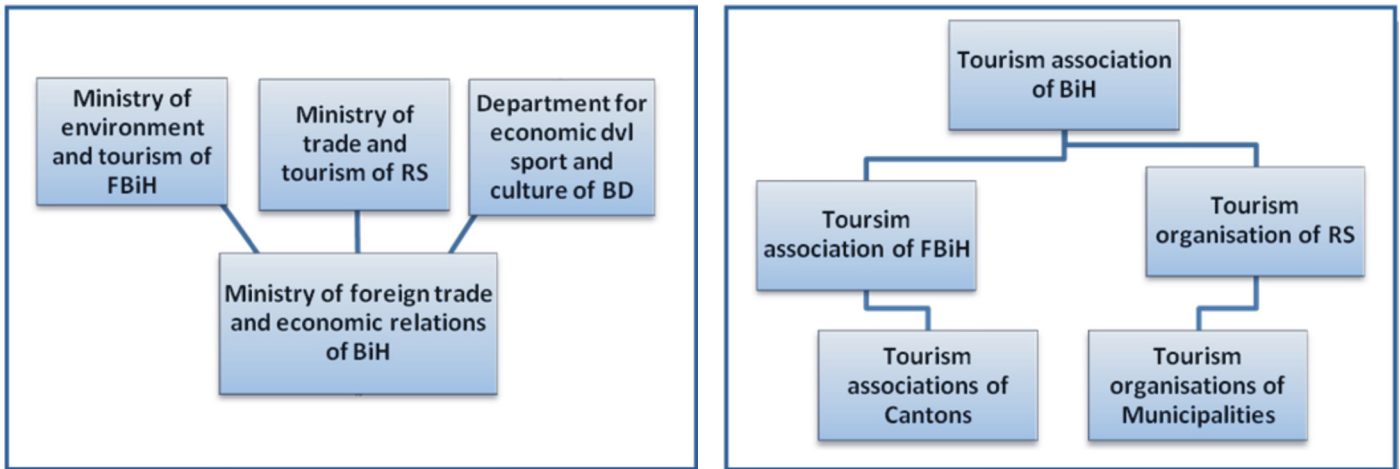 Ministry of
environment
and tourism of
FBiH
Ministry of
trade and
tourism of RS
Department for
economic dvl
sport and
culture of BD
Ministry of foreign trade
and economic relations
of BiH
Tourism association
of BiH
Toursim
association of FBiH
Tourism
organisation of RS
Tourism
associations of
Cantons
Tourism
organisations of
Municipalities